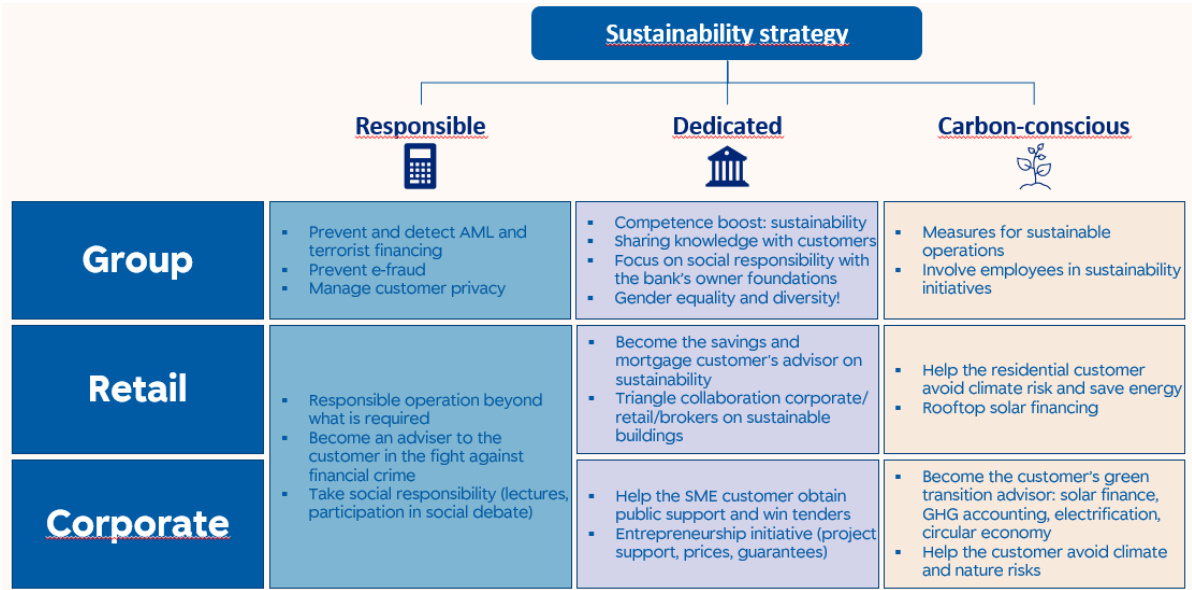 Sustainability strategy
Responsible
Dedicated
Carbon-conscious
Group
▪ Prevent and detect AML and
terrorist financing
▪ Prevent e-fraud
▪ Manage customer privacy
▪ Competence boost: sustainability
▪ Sharing knowledge with customers
▪ Focus on social responsibility with
the bank's owner foundations
▪ Gender equality and diversity!
▪ Measures for sustainable
operations
▪ Involve employees in sustainability
initiatives
Retail
▪ Responsible operation beyond
what is required
▪ Become an adviser to the
customer in the fight against
financial crime
▪ Take social responsibility (lectures,
participation in social debate)
▪ Become the savings and
mortgage customer's advisor on
sustainability
▪ Triangle collaboration corporate/
retail/brokers on sustainable
buildings
▪ Help the residential customer
avoid climate risk and save energy
▪ Rooftop solar financing
Corporate
▪ Help the SME customer obtain
public support and win tenders
▪ Entrepreneurship initiative (project
support, prices, guarantees)
▪ Become the customer's green
transition advisor: solar finance,
GHG accounting, electrification,
circular economy
▪ Help the customer avoid climate
and nature risks